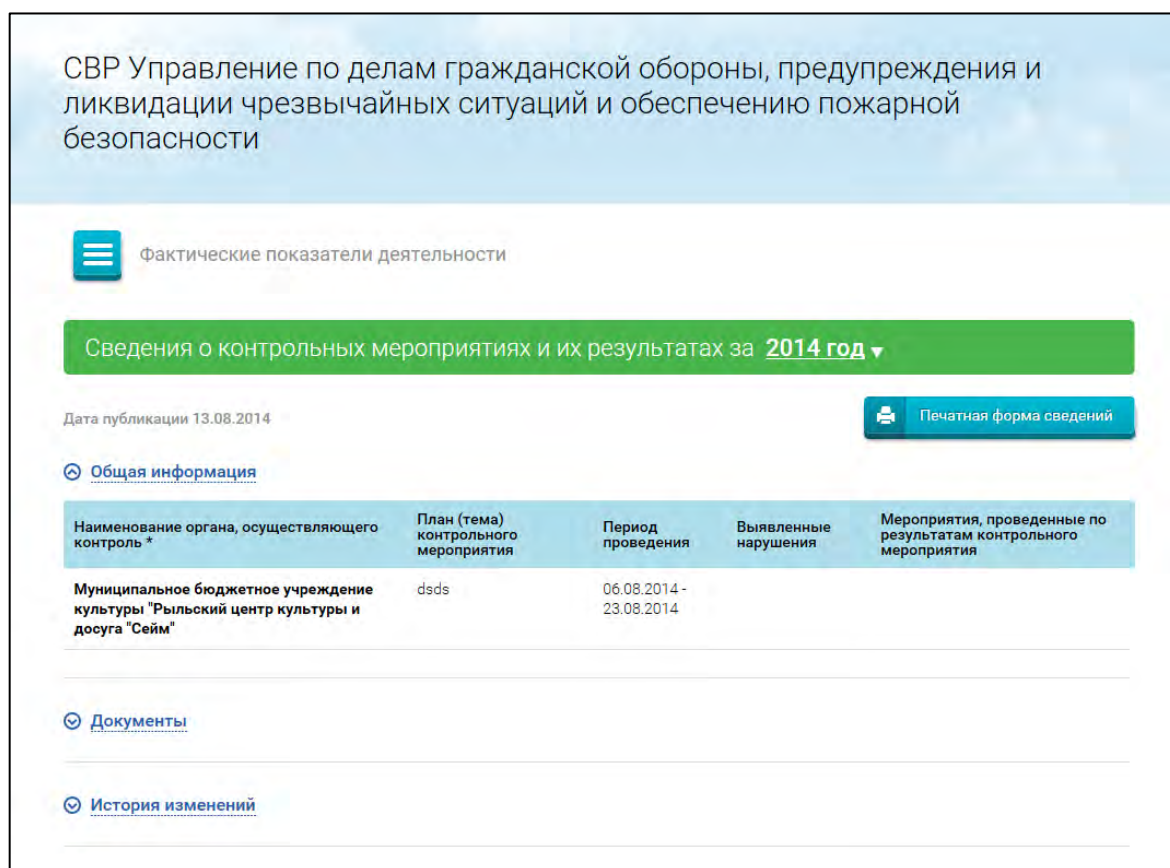 СВР Управление по делам гражданской обороны, предупреждения и
ликвидации чрезвычайных ситуаций и обеспечению пожарной
безопасности
Фактические показатели деятельности
Сведения о контрольных мероприятиях и их результатах за 2014 год
Дата публикации 13.08.2014
Печатная форма сведений
Общая информация
Наименование органа, осуществляющего
контроль *
План (тема)
контрольного
мероприятия
Период
проведения
Выявленные
нарушения
Мероприятия, проведенные по
результатам контрольного
мероприятия
Муниципальное бюджетное учреждение
культуры "Рыльский центр культуры и
досуга "Сейм"
dsds
06.08.2014 -
23.08.2014
Документы
История изменений